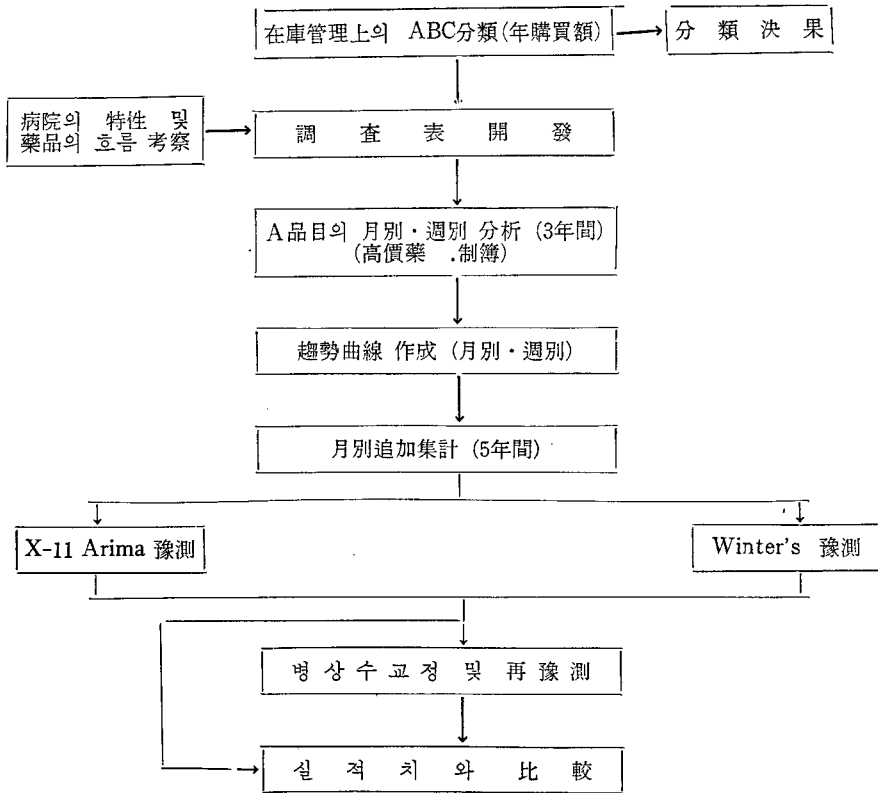 在庫管理上의 ABC分類(年購買額)
分類決果
病院의 特性 및
藥品의 흐름 考察
調査表開發
A品目의 月別・週別 分析 (3年間)
(高價藥 .制簿)
趨勢曲線 作成 (月別・週別)
月別追加集計 (5年間)
X-11 Arima 豫測
Winter's 豫測
병상수교정 및 再豫測
실적치와 比較